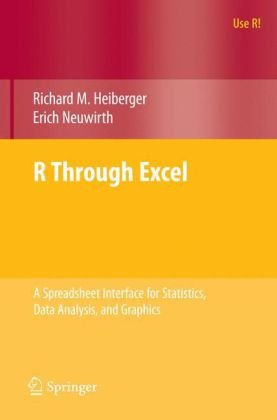 Use R!
Richard M. Heiberger
Erich Neuwirth
R Through Excel
A Spreadsheet Interface for Statistics,
Data Analysis, and Graphics
Springer